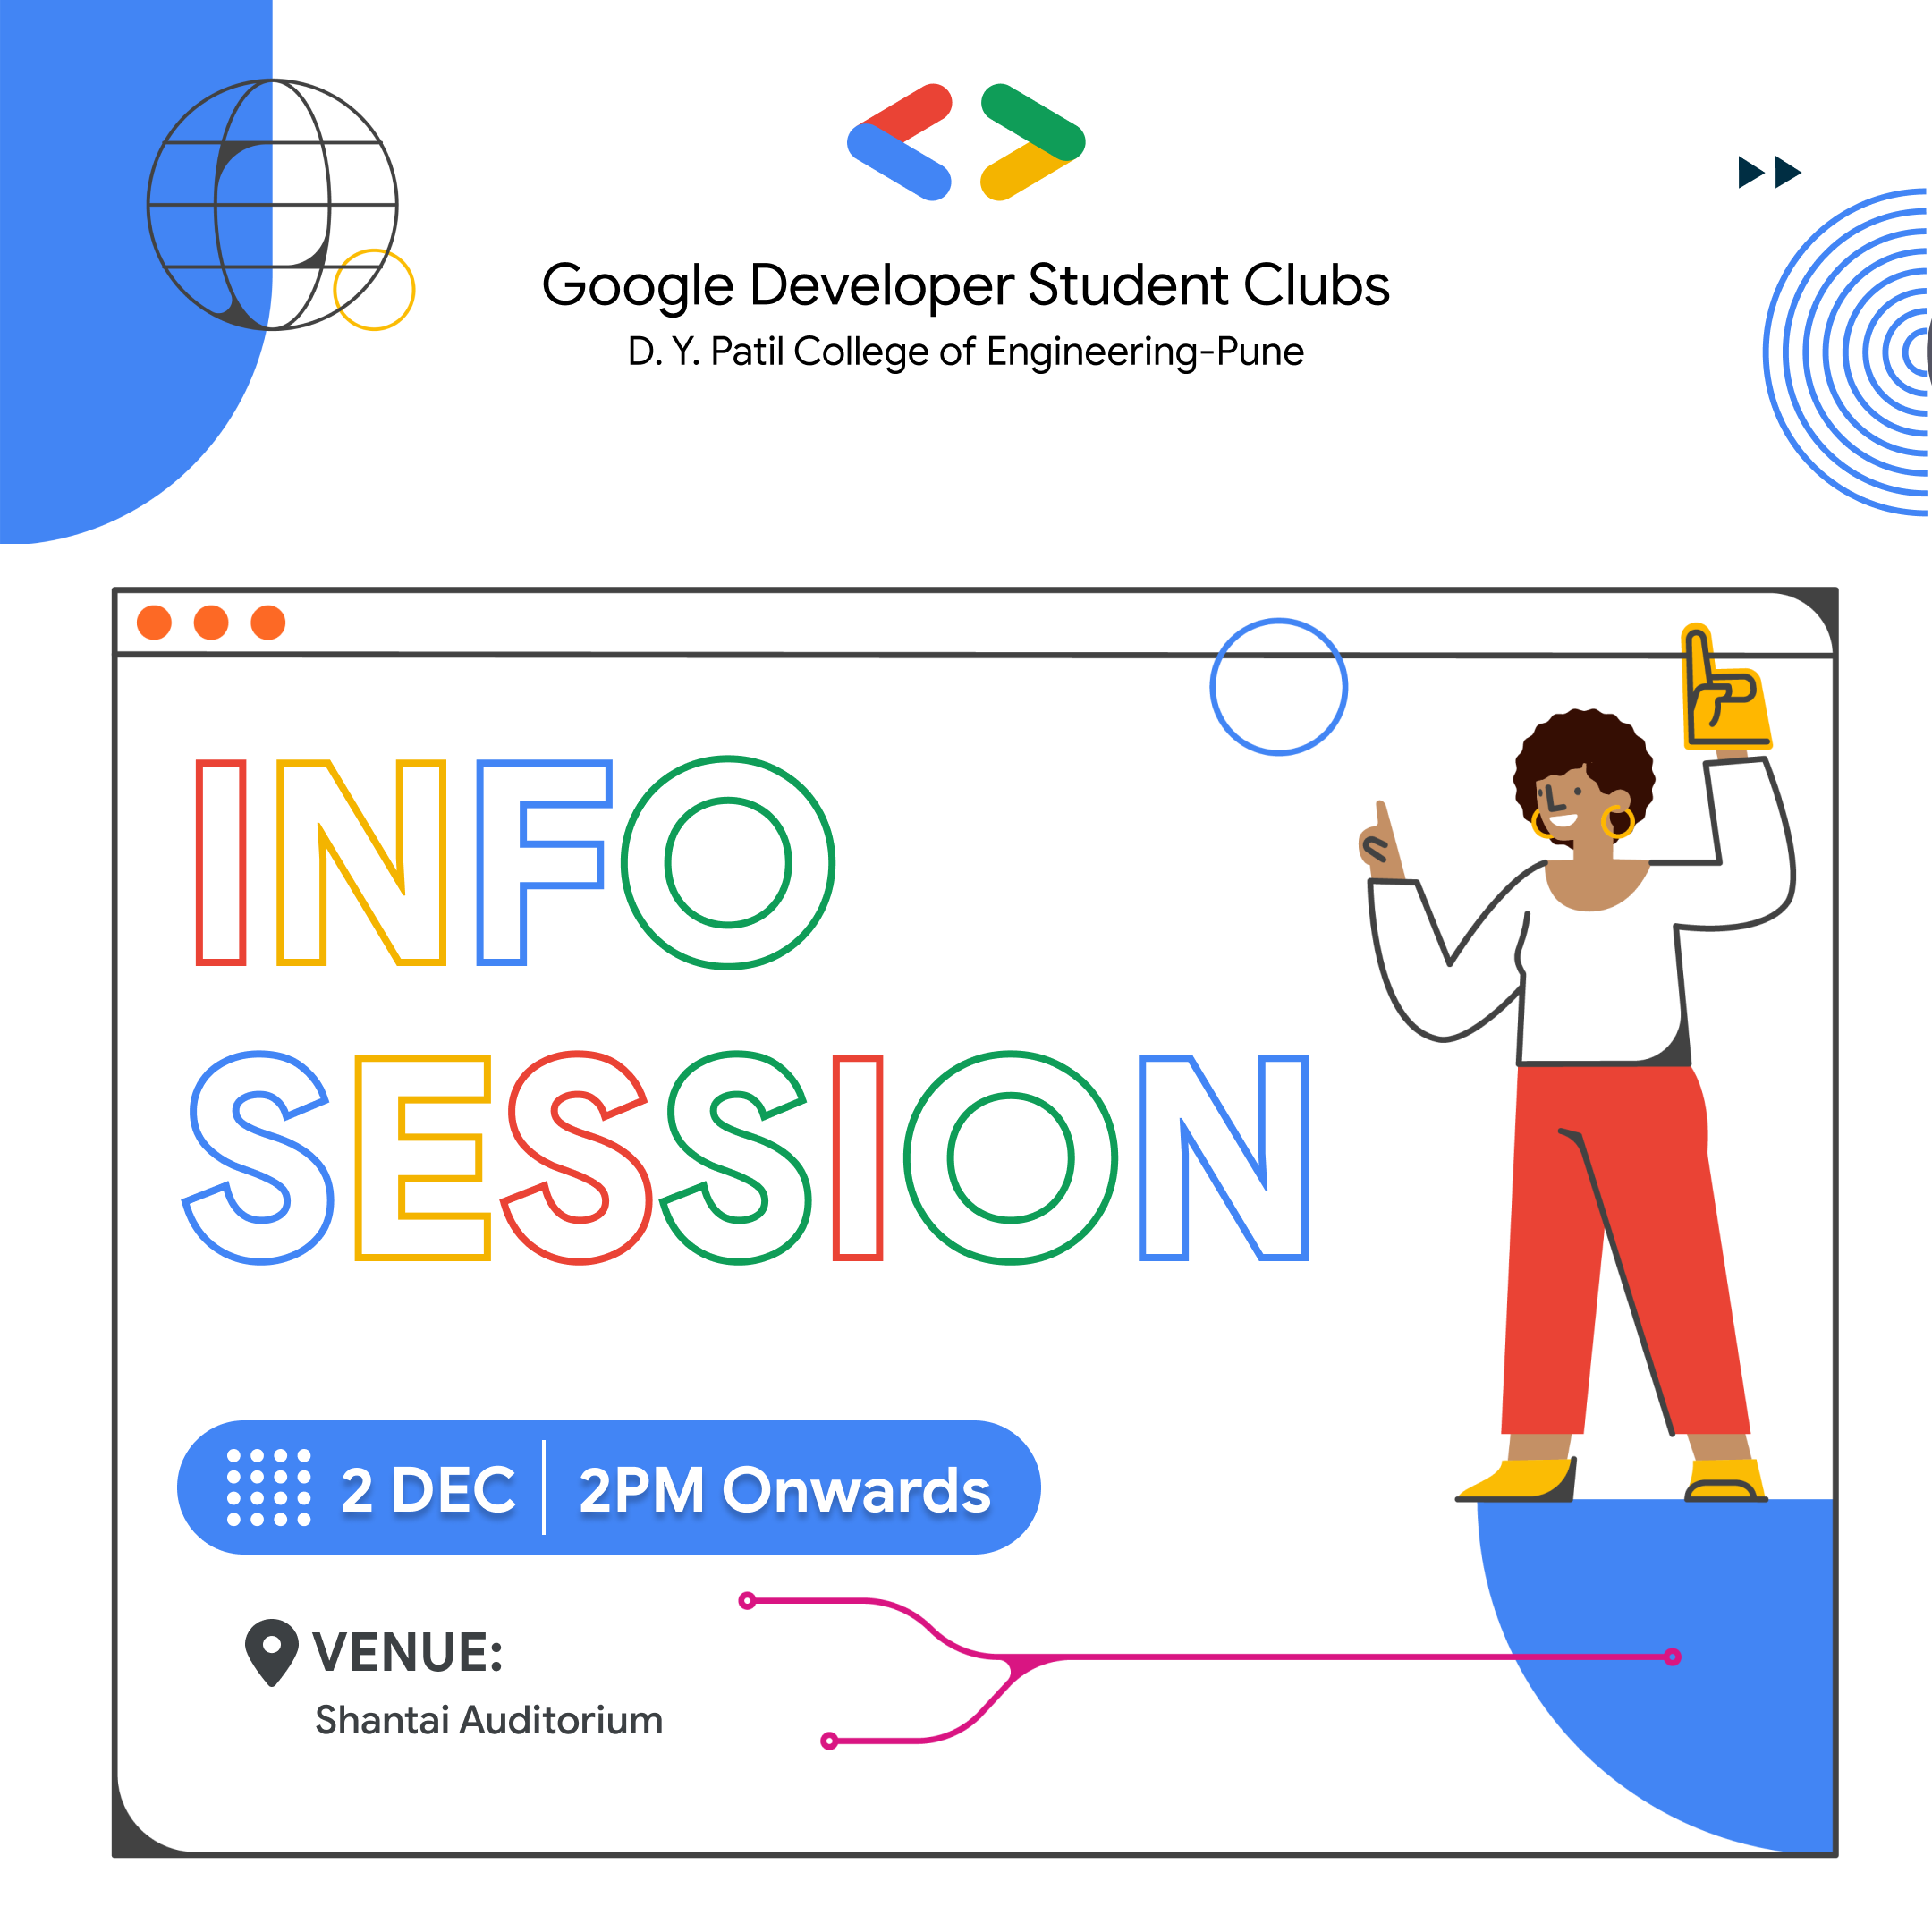 Google Developer Student Clubs
D. Y. Patil College of Engineering-Pune
INFO
SESSION
2 DEC | 2PM Onwards
VENUE:
Shantai Auditorium